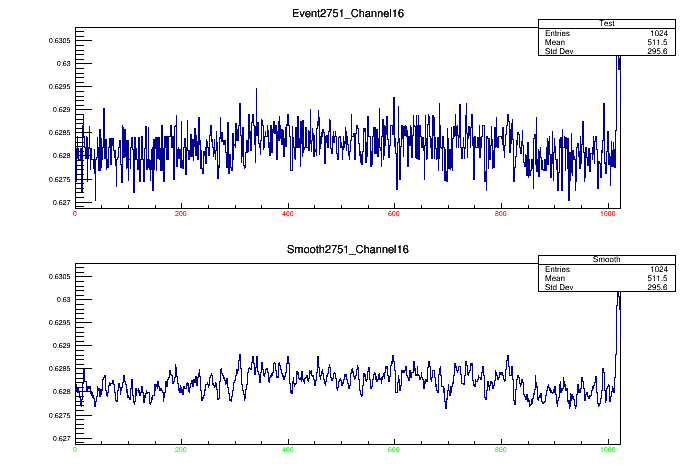 Event2751_Channel16
Test
Entries 1024
Mean 511.5
Std Dev 295.6
0.6305
0.63
0.6295
0.629
0.6285
0.628
0.6275
0.627
0 200 400 600 800 1000
Smooth2751_Channel16
Smooth
Entries 1024
Mean 511.5
Std Dev 295.6
0.6305
0.63
0.6295
0.629
0.6285
0.628
0.6275
0.627
0 200 400 600 800 1000